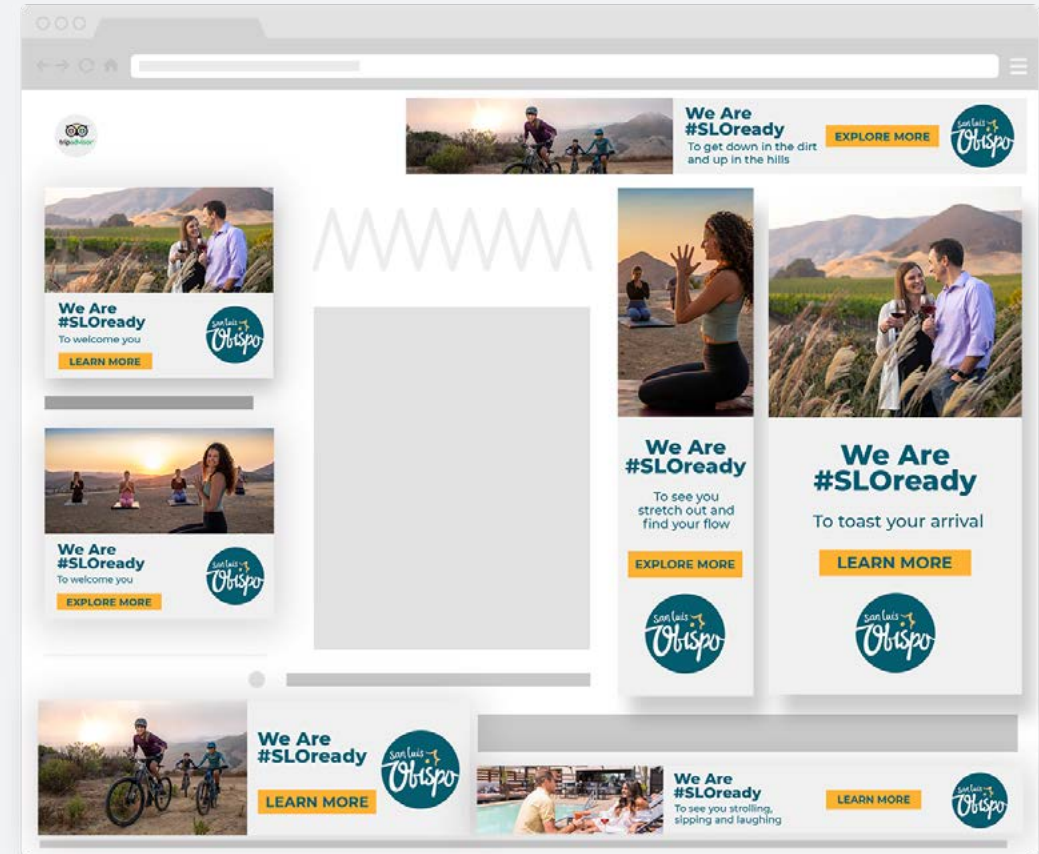 tripadvisor
We Are
#SLOready
To get down in the dirt
and up in the hills
EXPLORE MORE
san luis
Obispo
We Are
#SLOready
To welcome you
LEARN MORE
san luis
Obispo
We Are
#SLOready
To welcome you
EXPLORE MORE
san luis
Obispo
We Are
#SLOready
To see you
stretch out and
find your flow
EXPLORE MORE
san luis
Obispo
We Are
#SLOready
To toast your arrival
LEARN MORE
san luis
Obispo
We Are
#SLOready
LEARN MORE
san luis
Obispo
We Are
#SLOready
To see you strolling,
sipping and laughing
LEARN MORE
san luis
Obispo